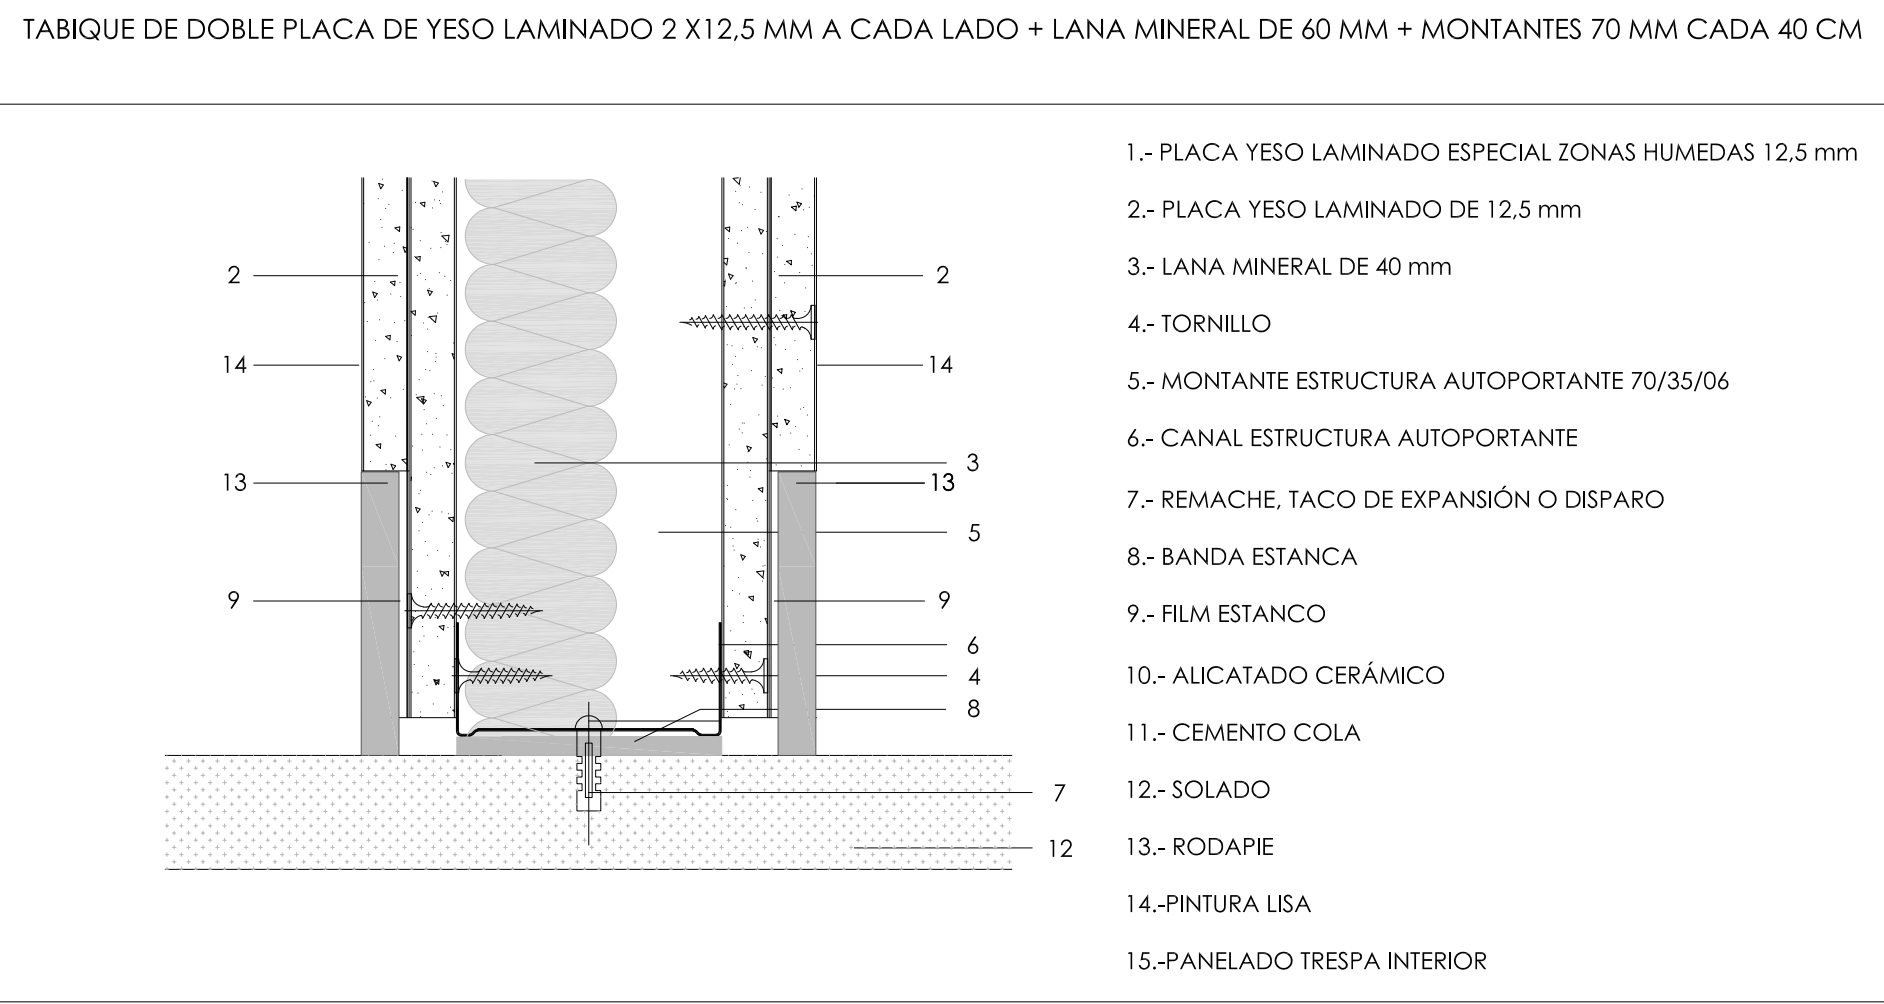 TABIQUE DE DOBLE PLACA DE YESO LAMINADO 2 X12,5 MM A CADA LADO + LANA MINERAL DE 60 MM + MONTANTES 70 MM CADA 40 CM
1.- PLACA YESO LAMINADO ESPECIAL ZONAS HUMEDAS 12,5 mm
2.- PLACA YESO LAMINADO DE 12,5 mm
3.- LANA MINERAL DE 40 mm
4.- TORNILLO
5.- MONTANTE ESTRUCTURA AUTOPORTANTE 70/35/06
6.- CANAL ESTRUCTURA AUTOPORTANTE
7.- REMACHE, TACO DE EXPANSIÓN O DISPARO
8.- BANDA ESTANCA
9.- FILM ESTANCO
10.- ALICATADO CERÁMICO
11.- CEMENTO COLA
12.- SOLADO
13.- RODAPIE
14.-PINTURA LISA
15.-PANELADO TRESPA INTERIOR
2
14
13
9
2
14
3
13
5
9
6
4
8
7
12